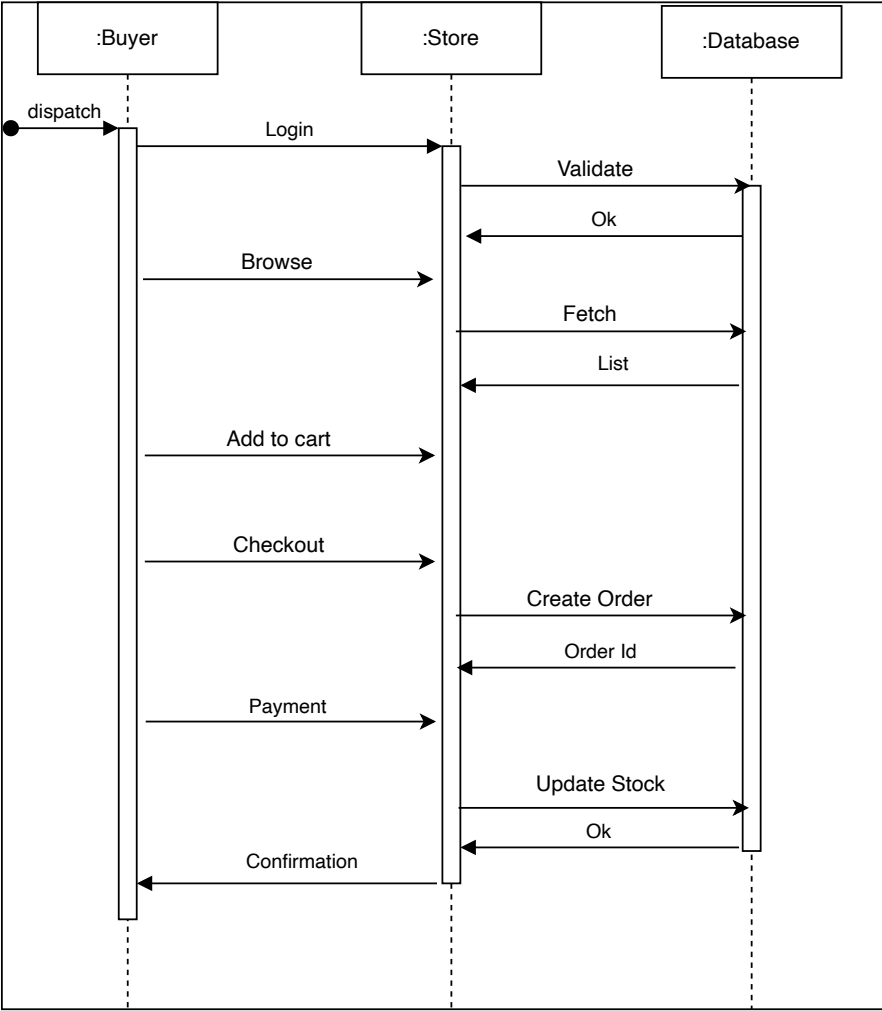 :Buyer
:Store
:Database
dispatch
Login
Validate
Ok
Browse
Fetch
List
Add to cart
Checkout
Create Order
Order Id
Payment
Update Stock
Ok
Confirmation